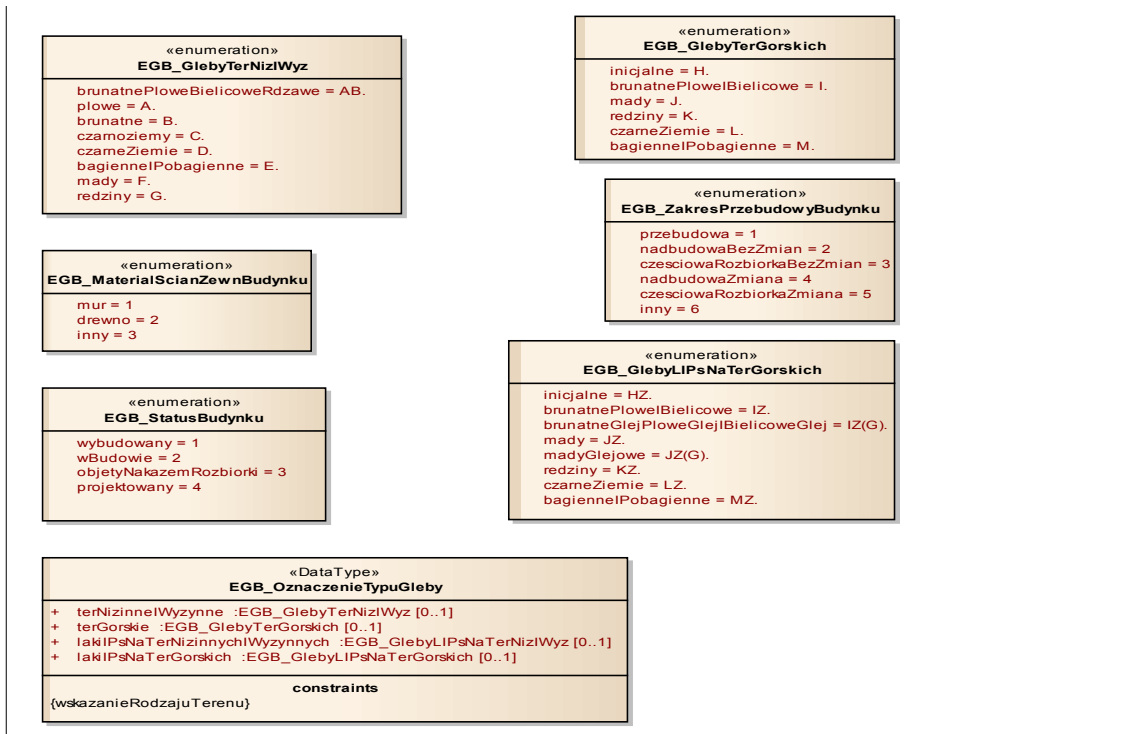 «enumeration»
EGB_GlebyTerNizIWyz
brunatnePloweBielicoweRdzawe = AB.
plowe = A.
brunatne = B.
czarnoziemy = C.
czarneZiemie = D.
bagienneIPobagienne = E.
mady = F.
redziny = G.
«enumeration»
EGB_GlebyTerGorskich
inicjalne = H.
brunatnePloweIBielicowe = I.
mady = J.
redziny = K.
czarneZiemie = L.
bagienneIPobagienne = M.
«enumeration»
EGB_ZakresPrzebudowyBudynku
przebudowa = 1
nadbudowaBezZmian = 2
czesciowaRozbiorkaBezZmian = 3
nadbudowaZmiana = 4
czesciowaRozbiorkaZmiana = 5
inny = 6
«enumeration»
EGB_MaterialScianZewnBudynku
mur = 1
drewno = 2
inny = 3
«enumeration»
EGB_GlebyLIPsNaTerGorskich
inicjalne = HZ.
brunatnePloweIBielicowe = IZ.
brunatneGlejPloweGlejIBielicoweGlej = IZ(G).
mady = JZ.
madyGlejowe = JZ(G).
redziny = KZ.
czarneZiemie = LZ.
bagienneIPobagienne = MZ.
«enumeration»
EGB_StatusBudynku
wybudowany = 1
wBudowie = 2
objetyNakazemRozbiorki = 3
projektowany = 4
«DataType»
EGB_OznaczenieTypuGleby
+ terNizinneIWyzynne :EGB_GlebyTerNizIWyz [0..1]
+ terGorskie :EGB_GlebyTerGorskich [0..1]
+ lakiIPsNaTerNizinnychIWyzynnych :EGB_GlebyLIPsNaTerNizIWyz [0..1]
+ lakiIPsNaTerGorskich :EGB_GlebyLIPsNaTerGorskich [0..1]
constraints
{wskazanieRodzajuTerenu}